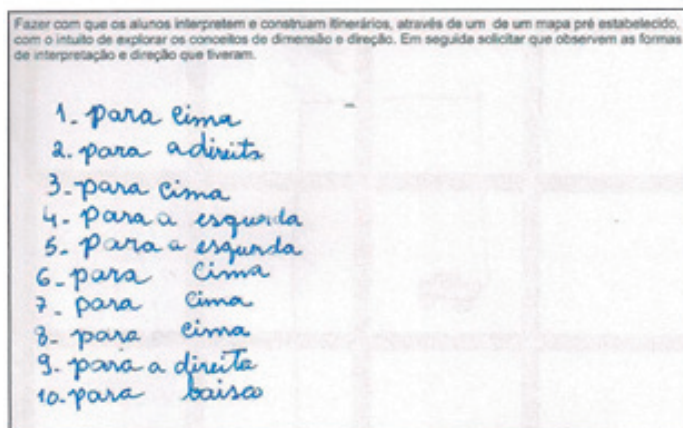 Fazer com que os alunos interpretem e construam itinerários, através de um de um mapa pré estabelecido,
com o intuito de explorar os conceitos de dimensão e direção. Em seguida solicitar que observem as formas
de interpretação e direção que tiveram.
1- para cima
2- para adireita
3- para cima
4- para a esquerda
5- para a esqunda
6- para cima
7- para cima
8- para cima
9- para a direita
10- para baixo